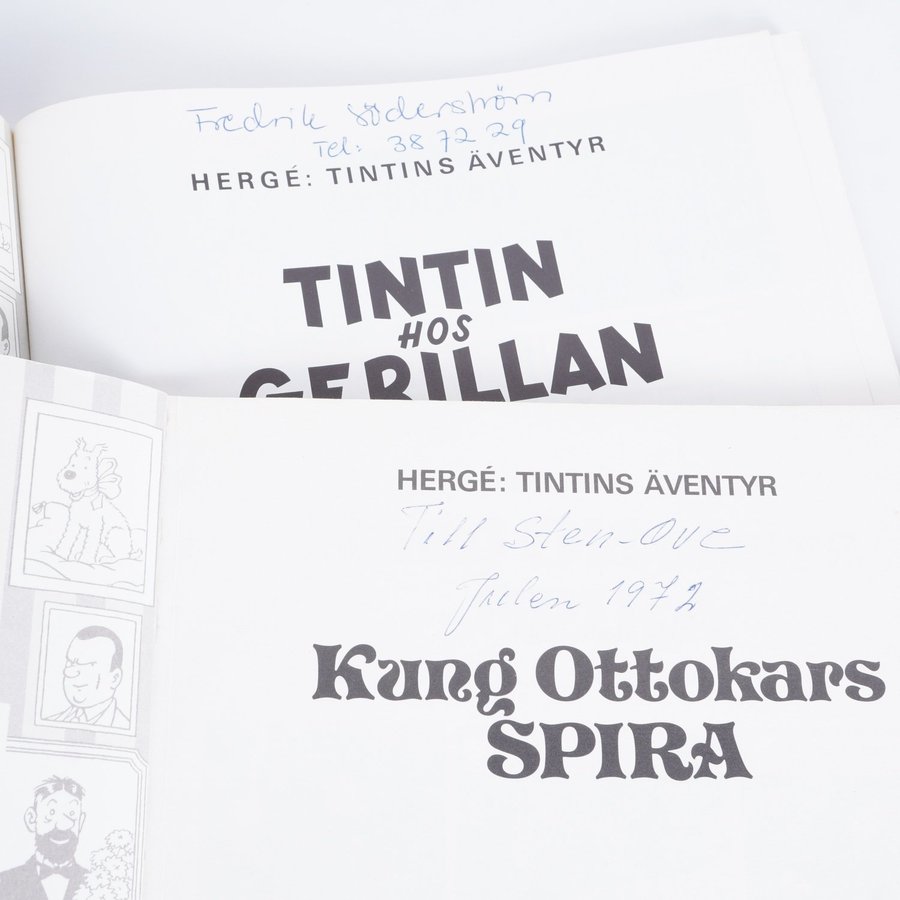 Fredrik Söderström
Tel: 38 72 29
HERGÉ: TINTINS ÄVENTYR
TINTIN
HOS
GERILLAN
HERGÉ: TINTINS ÄVENTYR
Till Sten-Ove
Julen 1972
Kung Ottokars
SPIRA